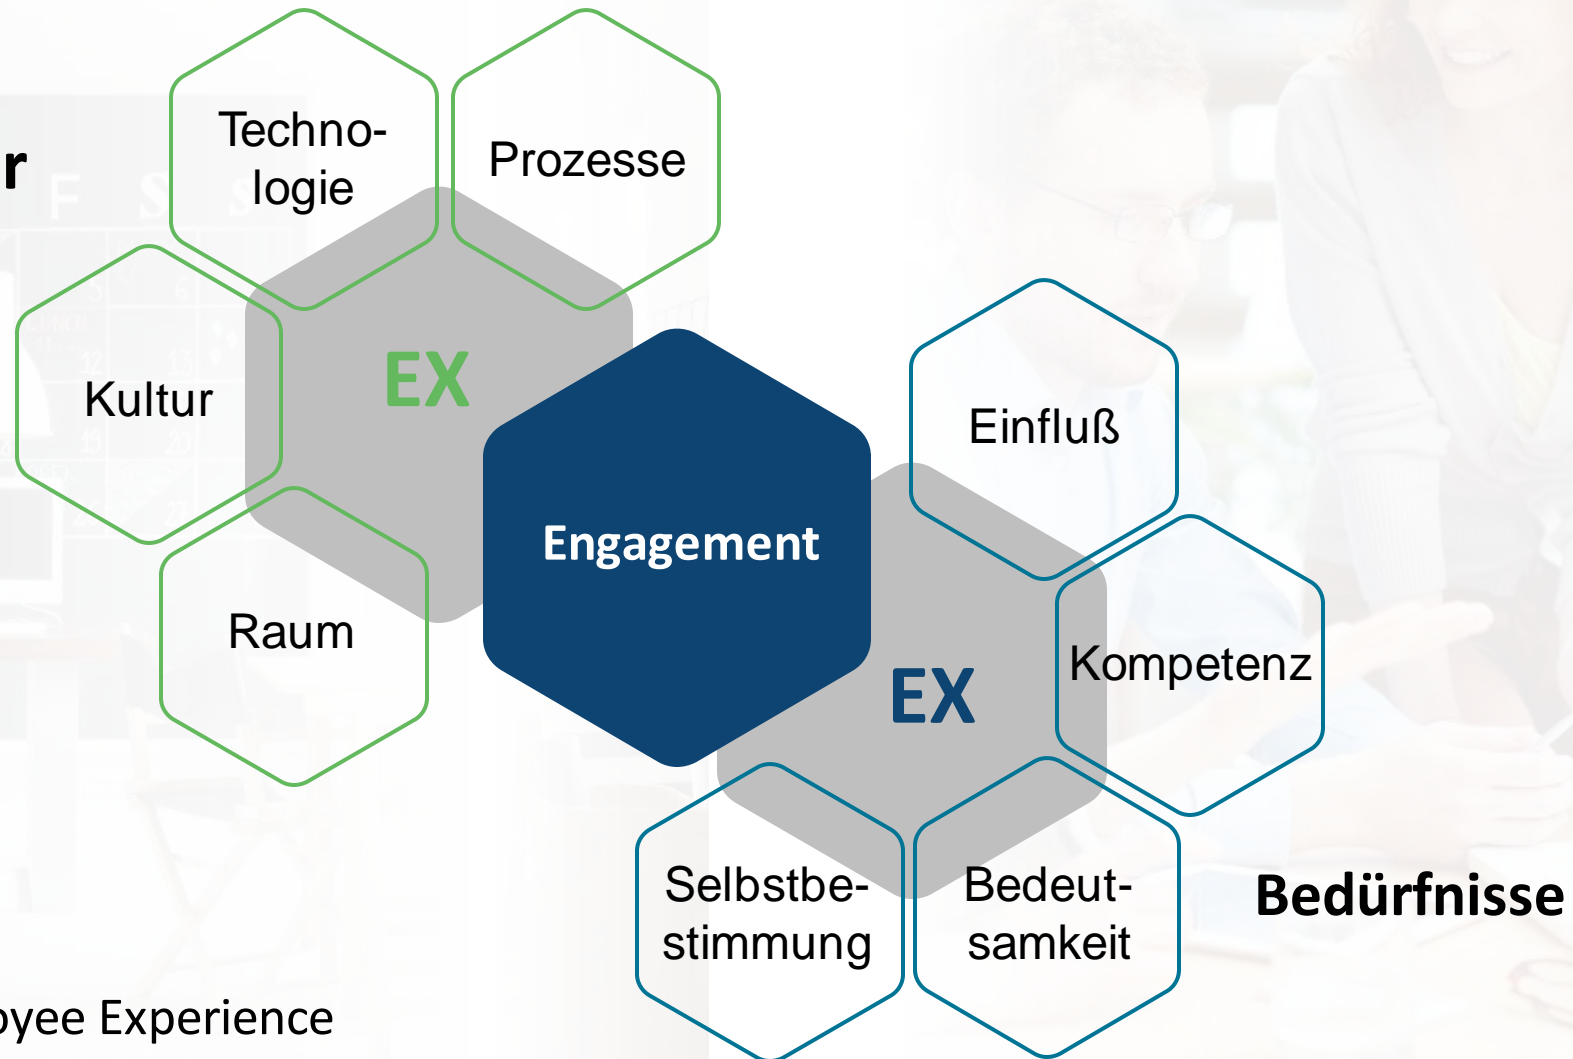 Techno-
logie
Prozesse
r
Kultur
EX
Raum
Engagement
Einfluß
Kompetenz
EX
Selbstbe-
stimmung
Bedeut-
samkeit
Bedürfnisse
oyee Experience